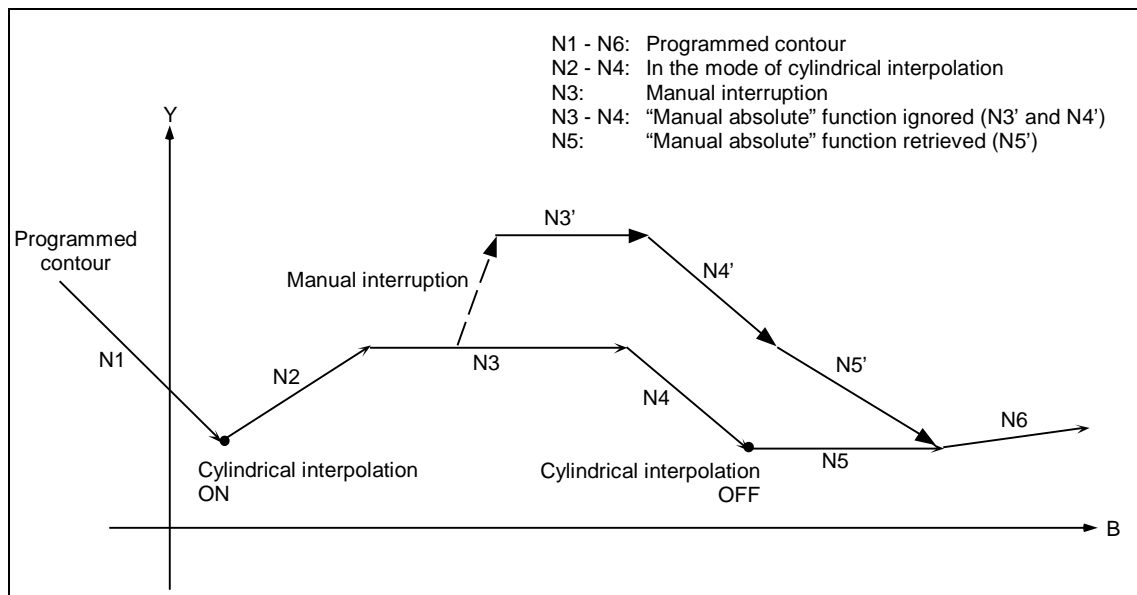 N1 - N6: Programmed contour
N2 - N4: In the mode of cylindrical interpolation
N3: Manual interruption
N3 - N4: “Manual absolute” function ignored (N3’ and N4’)
N5: “Manual absolute” function retrieved (N5’)
Y
N3’
Programmed
contour
N4’
Manual interruption
N1
N2
N3
N5’
N4
N6
N5
Cylindrical interpolation
ON
Cylindrical interpolation
OFF
B